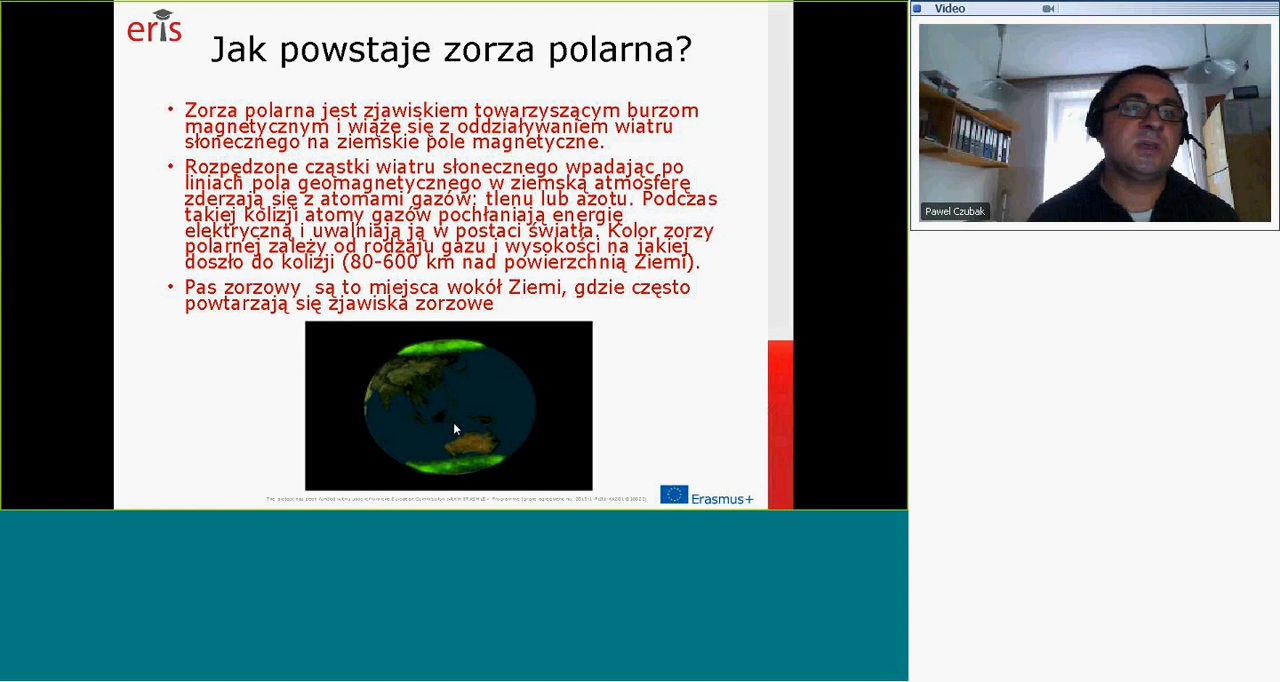 eris
Jak powstaje zorza polarna?
• Zorza polarna jest zjawiskiem towarzyszącym burzom
magnetycznym i wiąże się z oddziaływaniem wiatru
słonecznego na ziemskie pole magnetyczne.
• Rozpędzone cząstki wiatru słonecznego wpadając po
liniach pola geomagnetycznego w ziemską atmosferę
zderzają się z atomami gazów: tlenu lub azotu. Podczas
takiej kolizji atomy gazów pochłaniają energię
elektryczną i uwalniają ją w postaci światła. Kolor zorzy
polarnej zależy od rodzaju gazu i wysokości na jakiej
doszło do kolizji (80-600 km nad powierzchnią Ziemi).
• Pas zorzowy są to miejsca wokół Ziemi, gdzie często
powtarzają się zjawiska zorzowe
Erasmus+
Video
Pawel Czubak